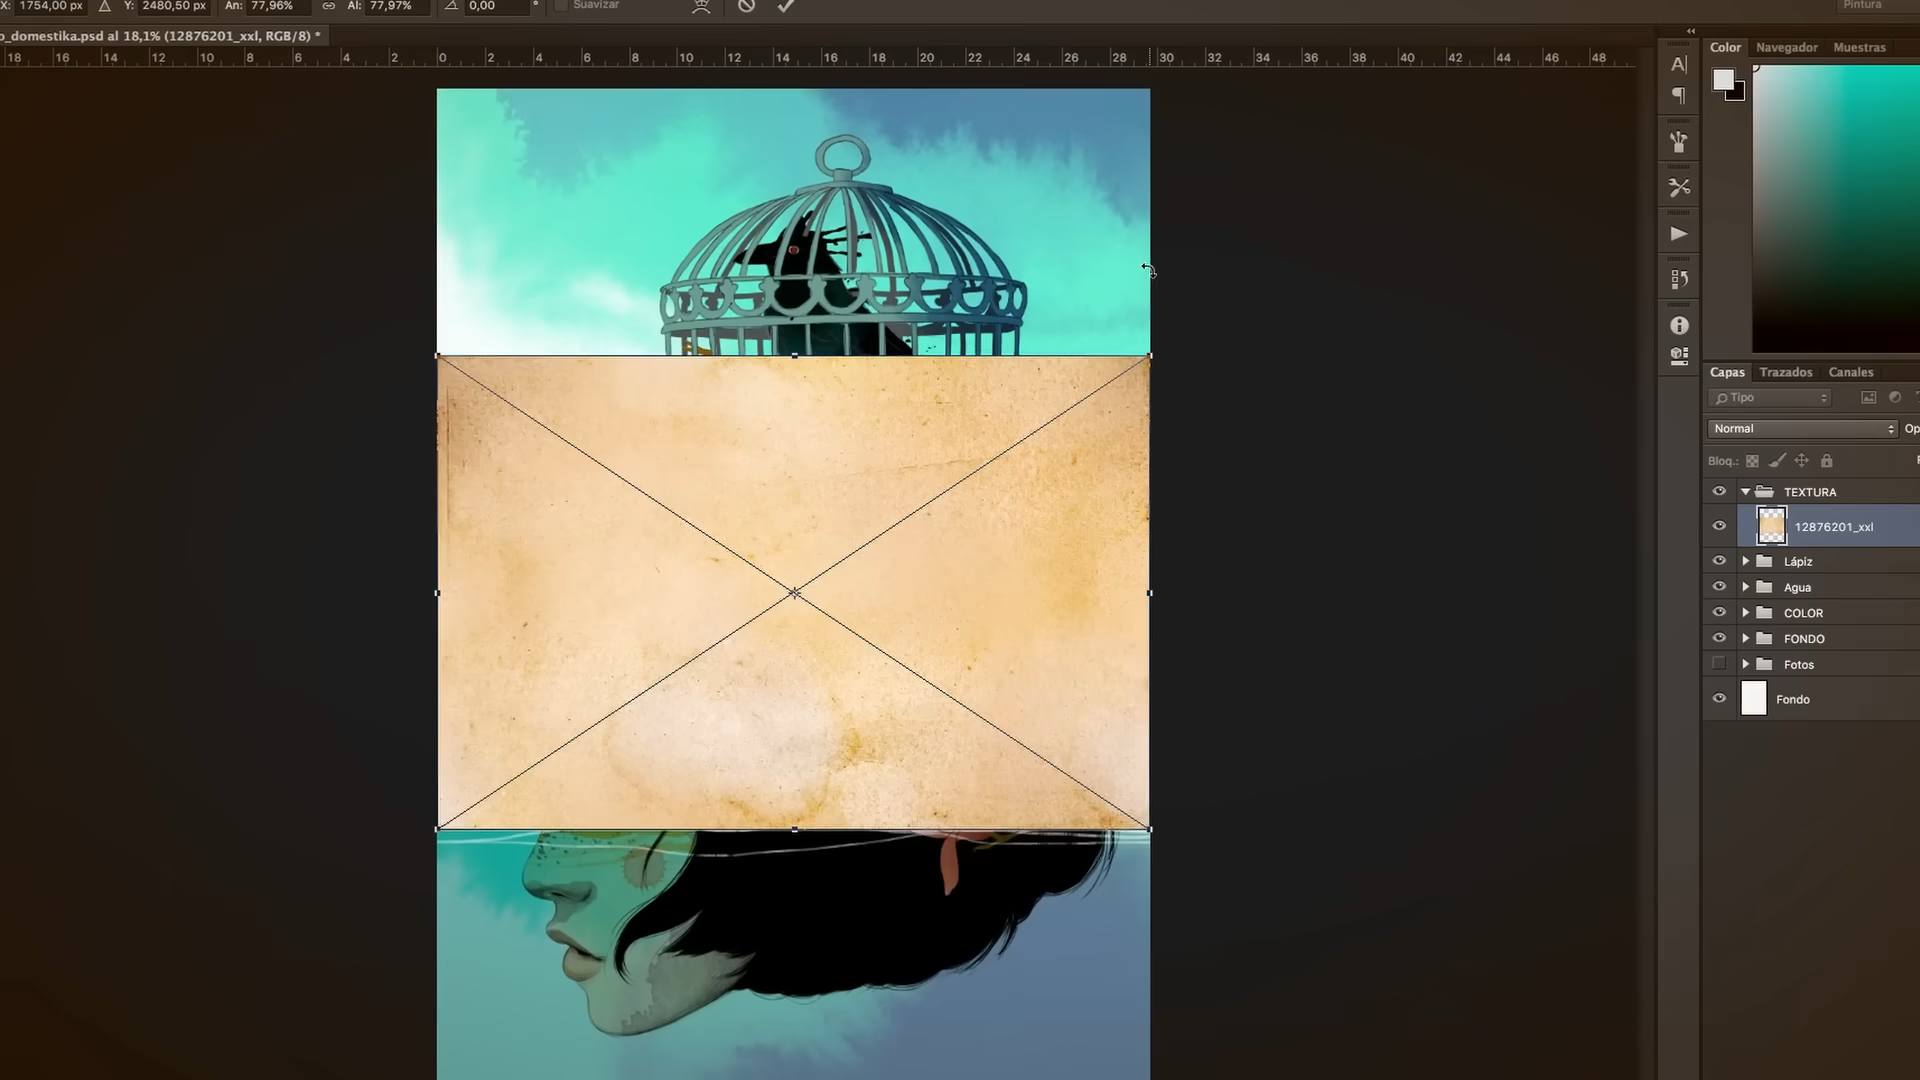 X: 1754,00 px Y: 2480,50 px An: 77,96% Al: 77,97% 0,00 ° Suavizar Pintura
o_domestika.psd al 18,1% (12876201_xxl, RGB/8) *
18 16 14 12 10 8 6 4 2 0 2 4 6 8 10 12 14 16 18 20 22 24 26 28 30 32 34 36 38 40 42 44 46 48
Color Navegador Muestras
Capas Trazados Canales
Tipo
Normal Op
Bloq.:
TEXTURA
12876201_xxl
Lápiz
Agua
COLOR
FONDO
Fotos
Fondo